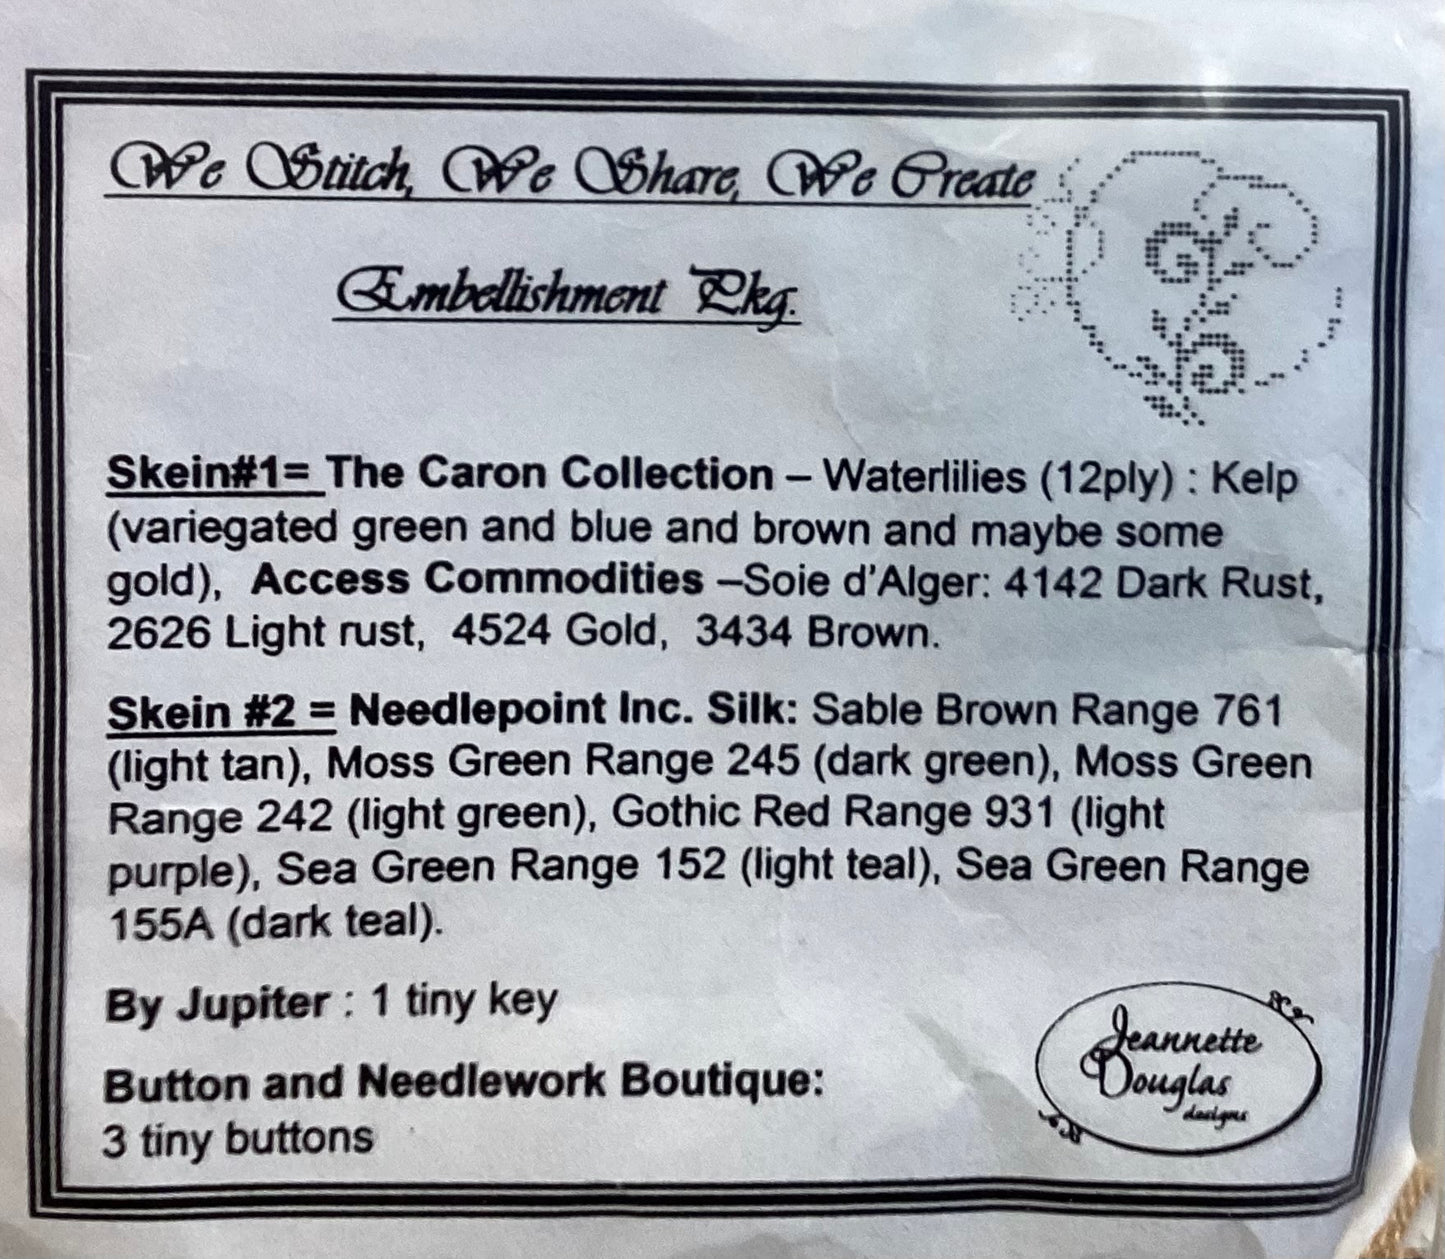 We Stitch, We Share, We Create
Embellishment Pkg.
Skein#1= The Caron Collection – Waterlilies (12ply) : Kelp
(variegated green and blue and brown and maybe some
gold), Access Commodities –Soie d'Alger: 4142 Dark Rust,
2626 Light rust, 4524 Gold, 3434 Brown.
Skein #2 = Needlepoint Inc. Silk: Sable Brown Range 761
(light tan), Moss Green Range 245 (dark green), Moss Green
Range 242 (light green), Gothic Red Range 931 (light
purple), Sea Green Range 152 (light teal), Sea Green Range
155A (dark teal).
By Jupiter : 1 tiny key
Button and Needlework Boutique:
3 tiny buttons
Jeannette
Douglas
designs